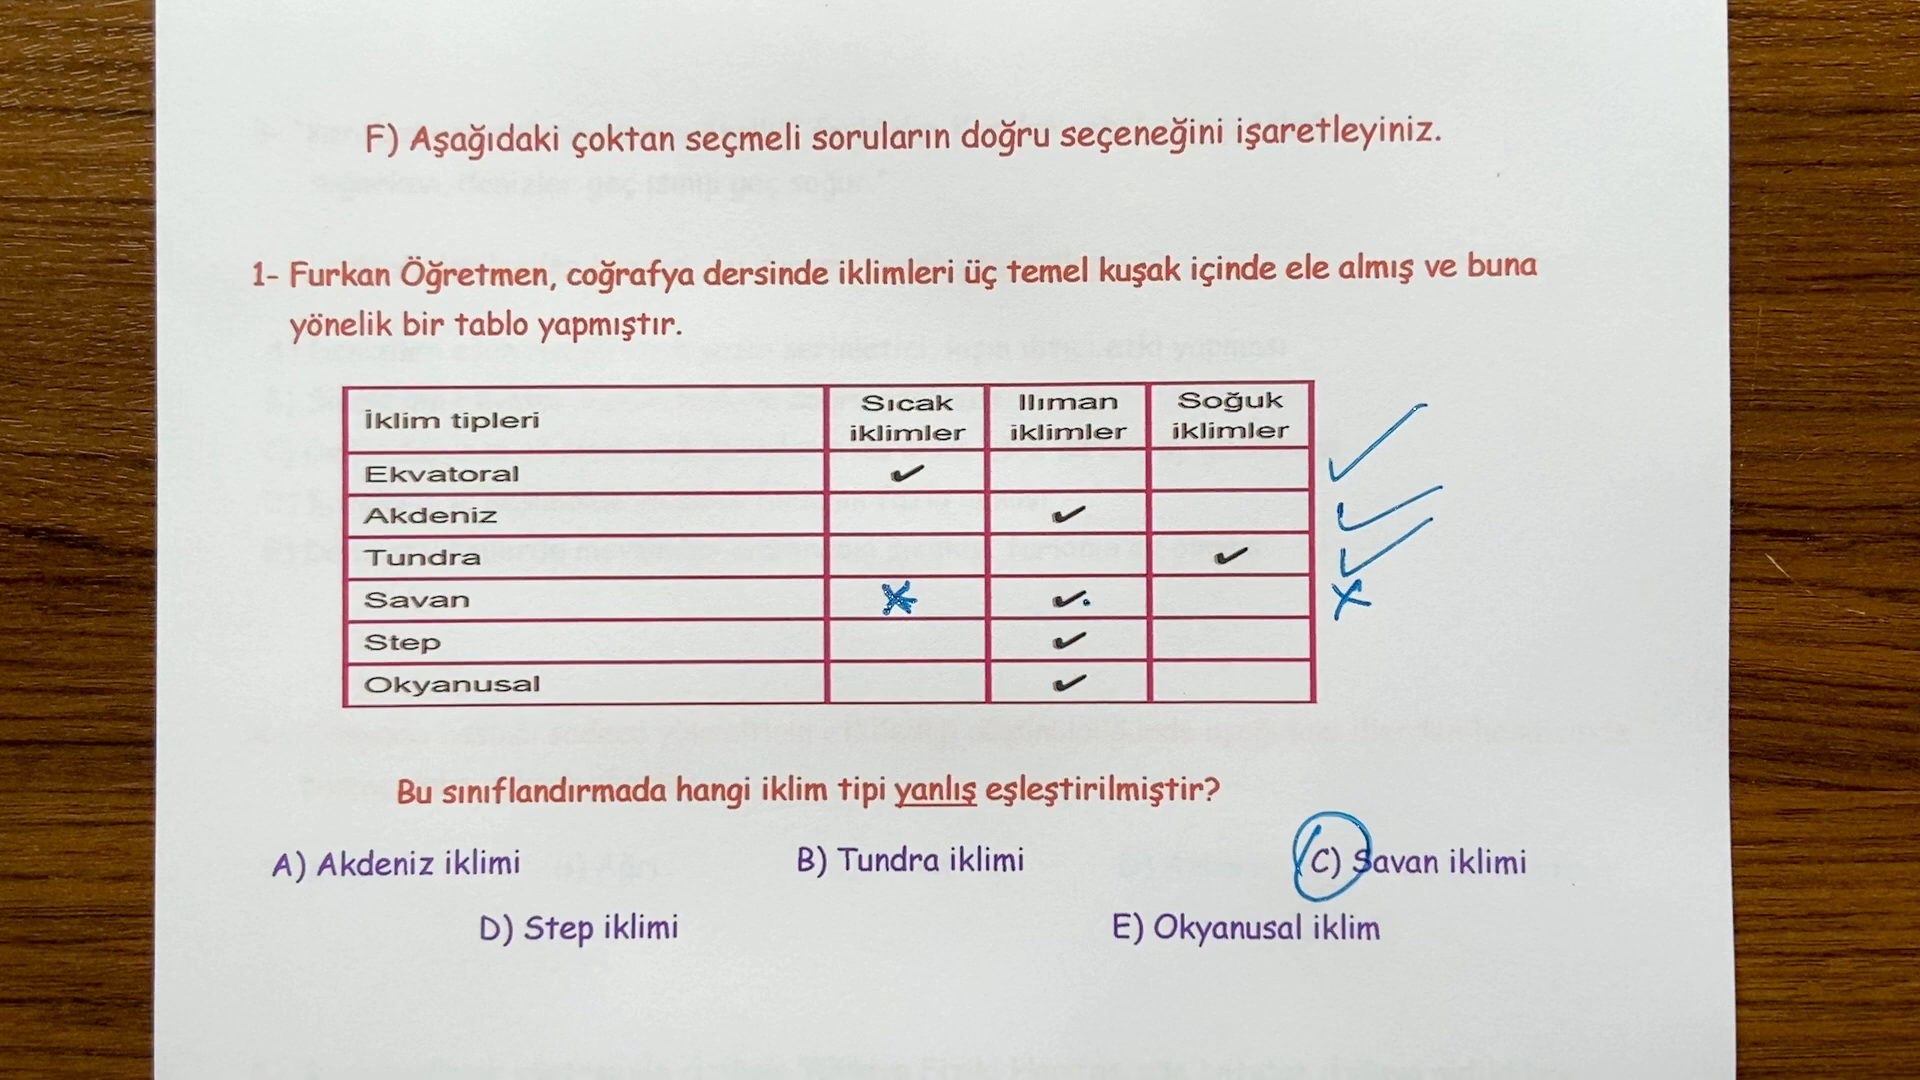 F) Aşağıdaki çoktan seçmeli soruların doğru seçeneğini işaretleyiniz.
1- Furkan Öğretmen, coğrafya dersinde iklimleri üç temel kuşak içinde ele almış ve buna
yönelik bir tablo yapmıştır.
İklim tipleri Sıcak iklimler Ilıman iklimler Soğuk iklimler
Ekvatoral ✓
Akdeniz ✓
Tundra ✓
Savan ✓
Step ✓
Okyanusal ✓
Bu sınıflandırmada hangi iklim tipi yanlış eşleştirilmiştir?
A) Akdeniz iklimi B) Tundra iklimi C) Savan iklimi
D) Step iklimi E) Okyanusal iklim